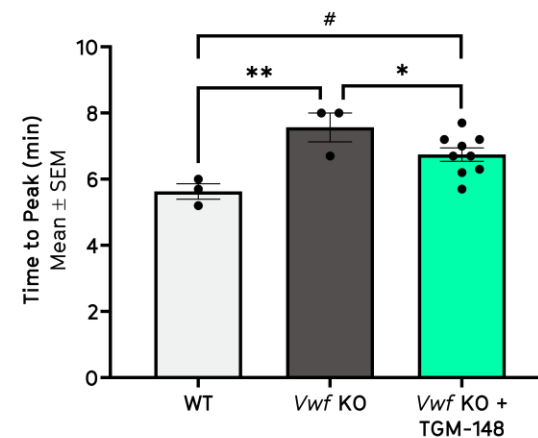 #
**
*
Time to Peak (min)
Mean ± SEM
10
8
6
4
2
0
WT
Vwf KO
Vwf KO +
TGM-148